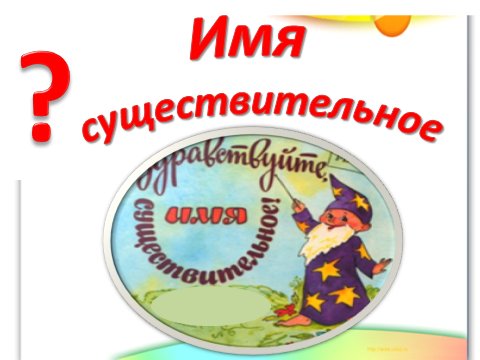 Имя
?
существительное
Здравствуйте,
имя
существительное!